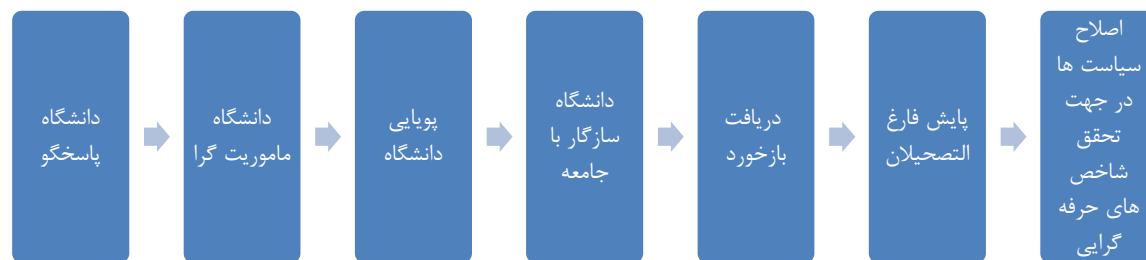 دانشگاه
پاسخگو
دانشگاه
ماموریت گرا
پویایی
دانشگاه
دانشگاه
سازگار با
جامعه
دریافت
بازخورد
پایش فارغ
التصحیلان
اصلاح
سیاست ها
در جهت
تحقق
شاخص
های حرفه
گرایی